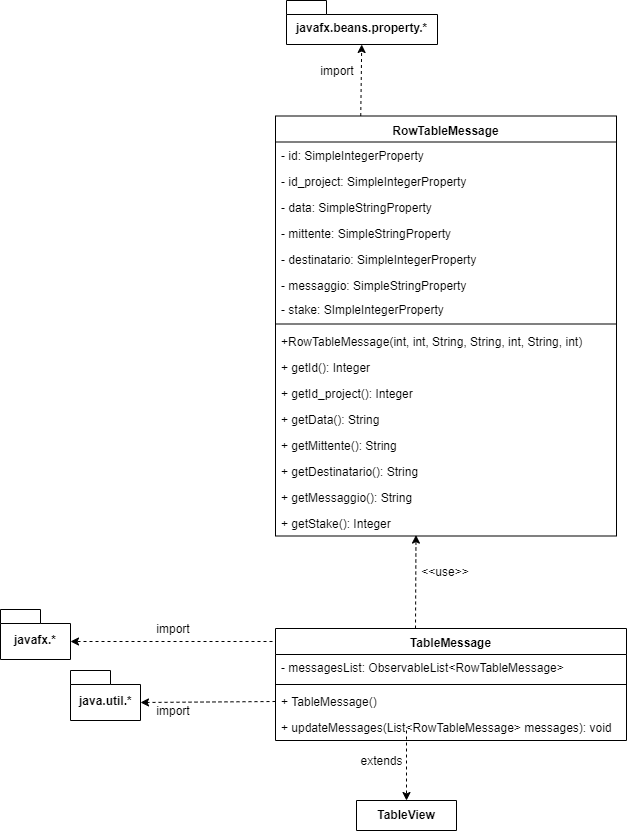 javafx.beans.property.*
import
RowTableMessage
- id: SimpleIntegerProperty
- id_project: SimpleIntegerProperty
- data: SimpleStringProperty
- mittente: SimpleStringProperty
- destinatario: SimpleIntegerProperty
- messaggio: SimpleStringProperty
- stake: SImpleIntegerProperty
+RowTableMessage(int, int, String, String, int, String, int)
+ getId(): Integer
+ getId_project(): Integer
+ getData(): String
+ getMittente(): String
+ getDestinatario(): String
+ getMessaggio(): String
+ getStake(): Integer
<<use>>
javafx.*
import
TableMessage
- messagesList: ObservableList<RowTableMessage>
java.util.*
import
+ TableMessage()
+ updateMessages(List<RowTableMessage> messages): void
extends
TableView